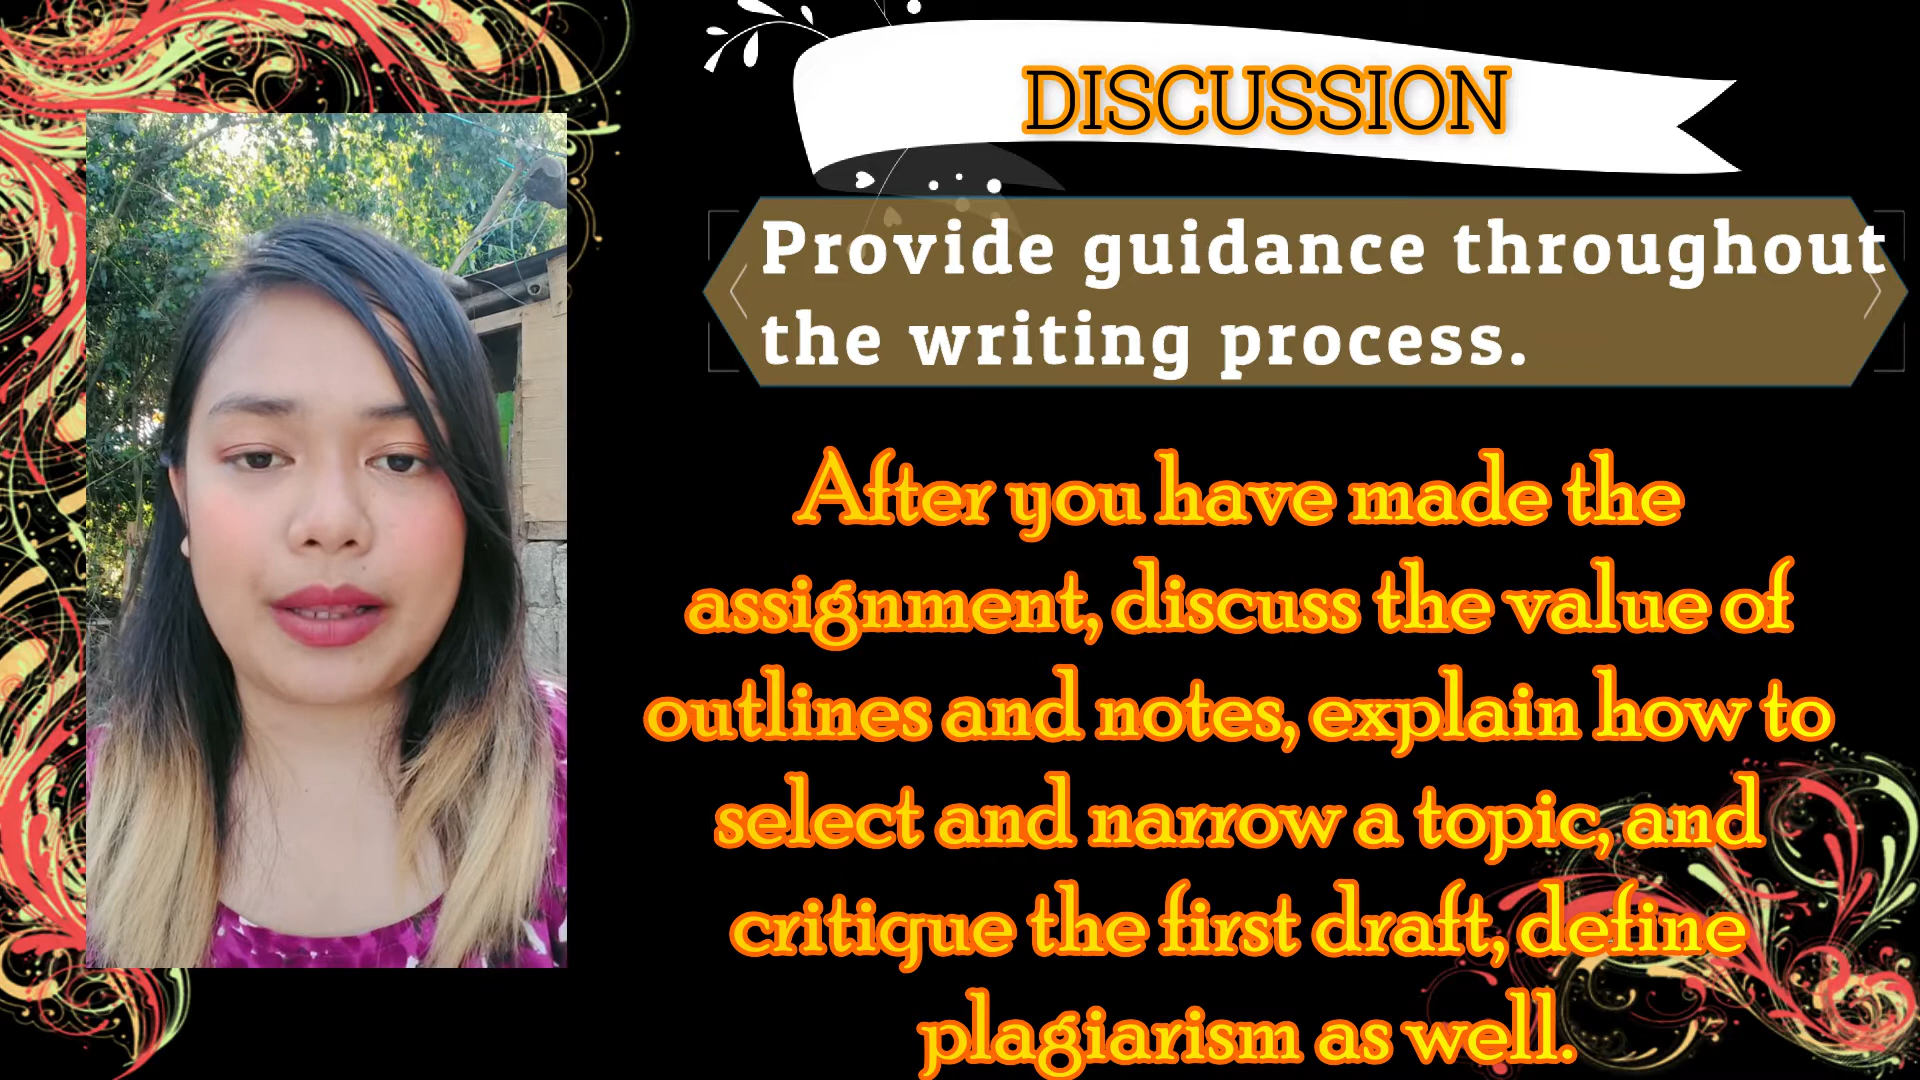 DISCUSSION
Provide guidance throughout
the writing process.
After you have made the
assignment, discuss the value of
outlines and notes, explain how to
select and narrow a topic, and
critique the first draft, define
plagiarism as well.